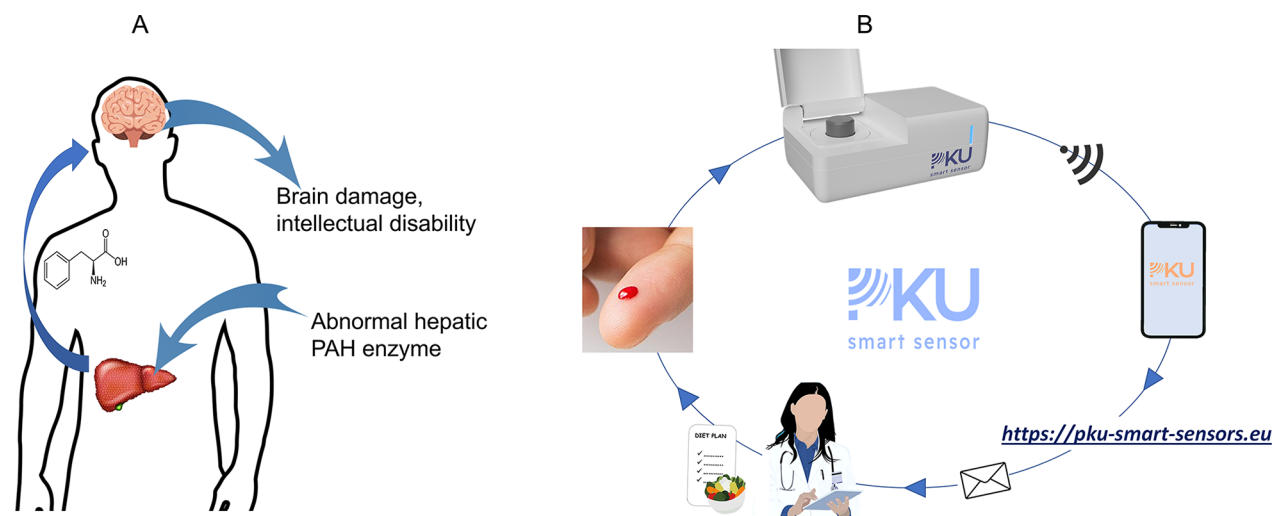 A
Brain damage,
intellectual disability
O
OH
NH2
Abnormal hepatic
PAH enzyme
B
PKU
smart sensor
PKU
smart sensor
PKU
smart sensor
https://pku-smart-sensors.eu
DIET PLAN